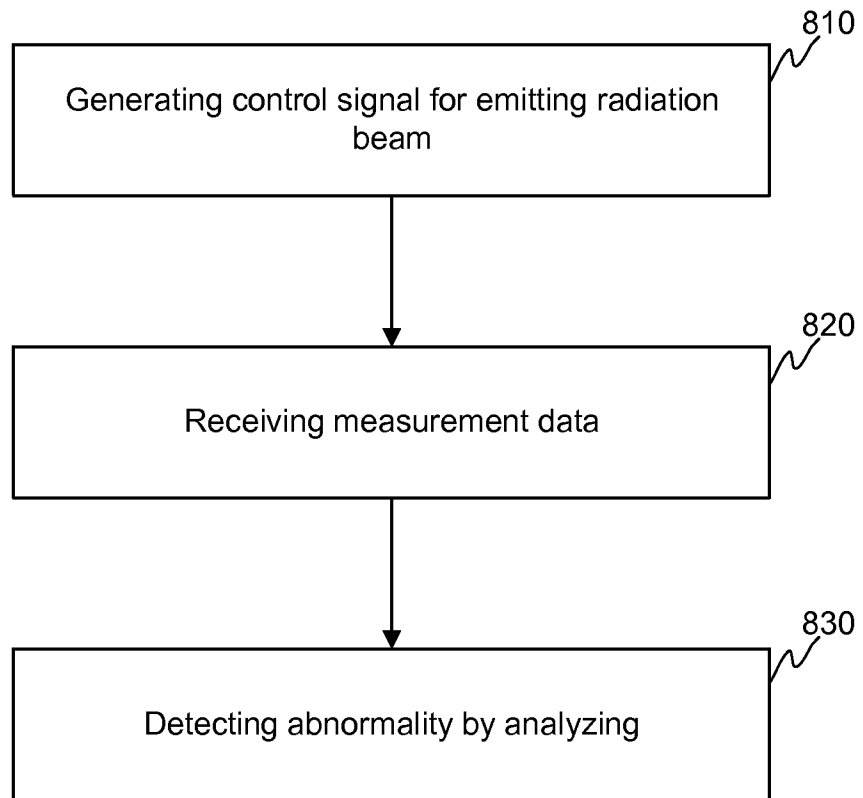 810
Generating control signal for emitting radiation
beam
820
Receiving measurement data
830
Detecting abnormality by analyzing